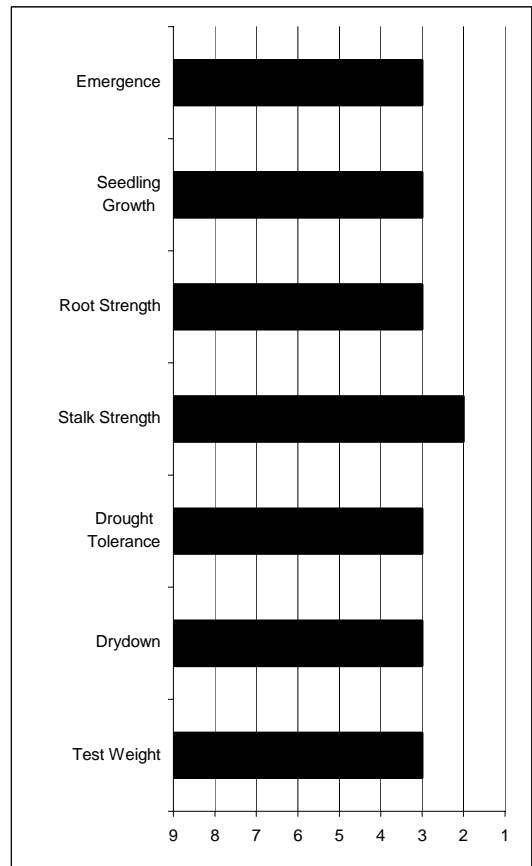 Emergence
Seedling
Growth
Root Strength
Stalk Strength
Drought
Tolerance
Drydown
Test Weight
9 8 7 6 5 4 3 2 1